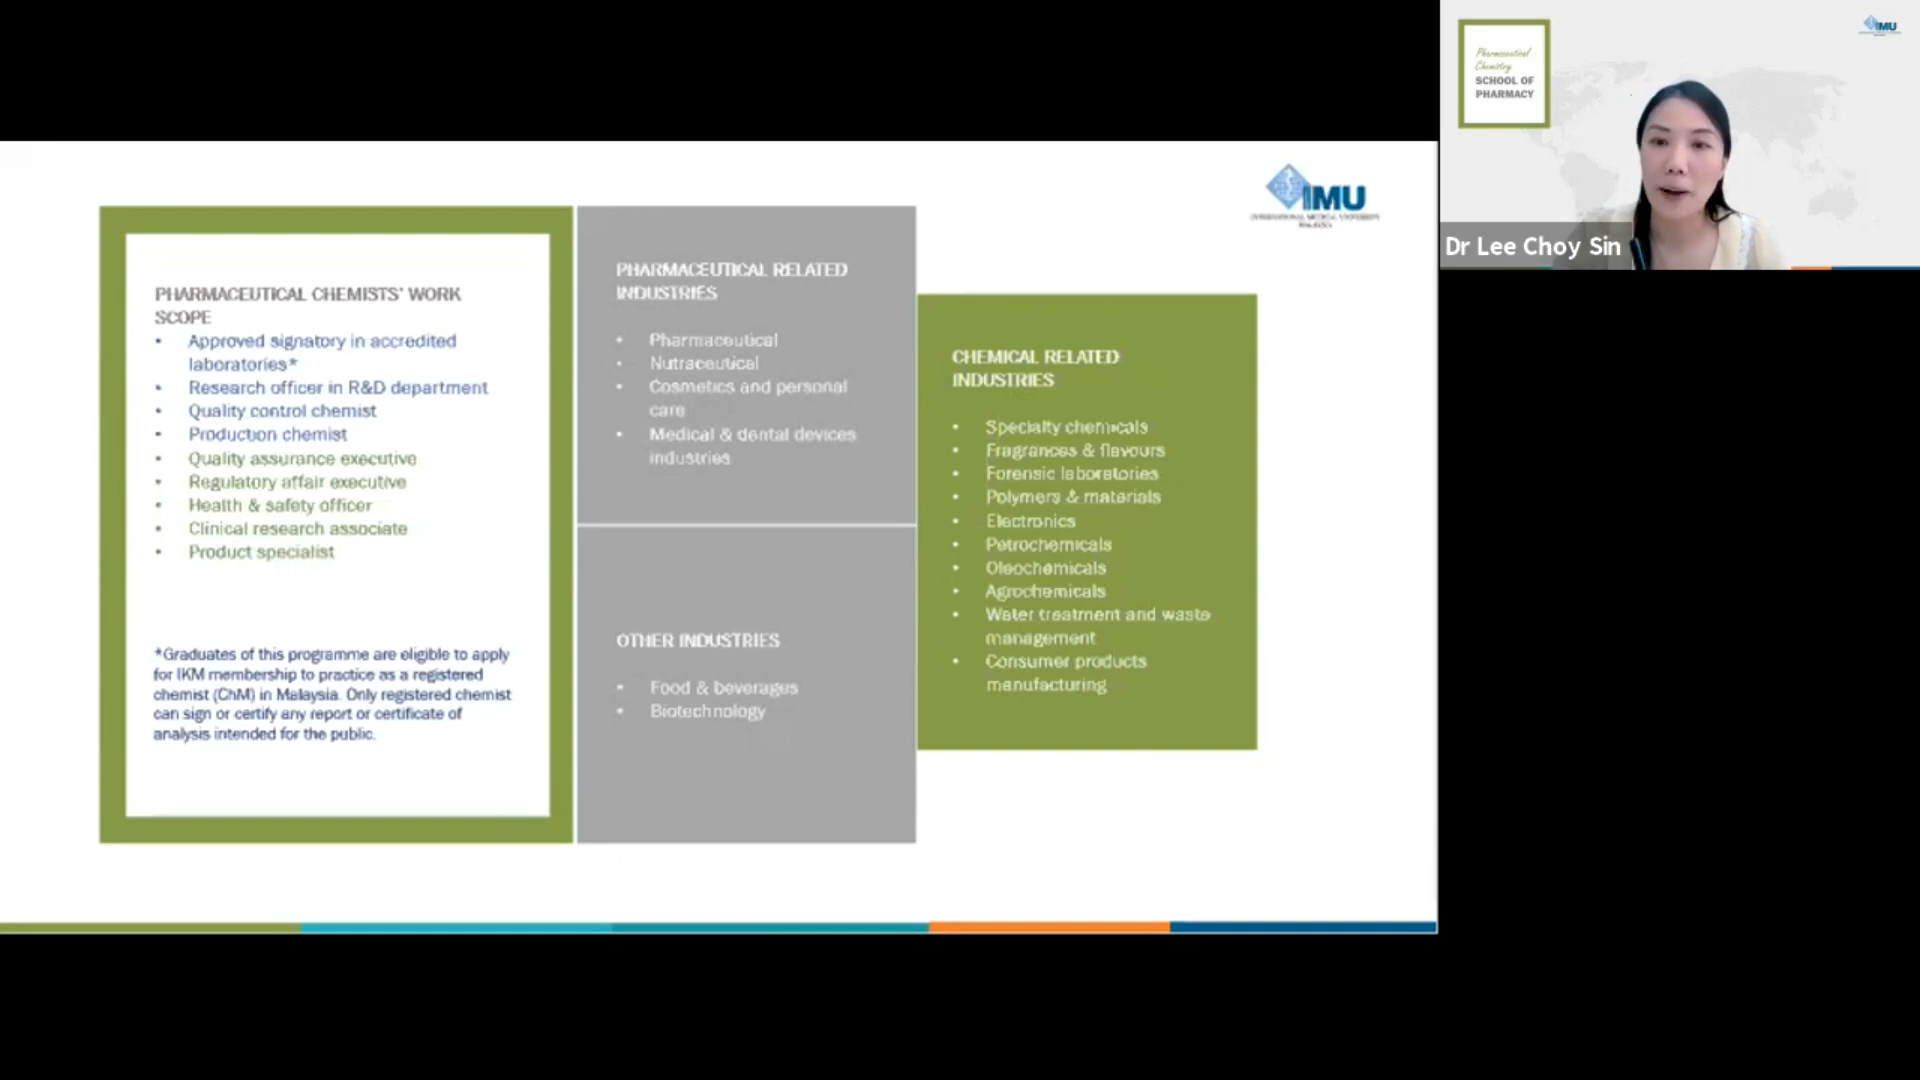 PHARMACEUTICAL CHEMISTS' WORK
SCOPE
• Approved signatory in accredited
laboratories*
• Research officer in R&D department
• Quality control chemist
• Production chemist
• Quality assurance executive
• Regulatory affair executive
• Health & safety officer
• Clinical research associate
• Product specialist
*Graduates of this programme are eligible to apply
for IKM membership to practice as a registered
chemist (ChM) in Malaysia. Only registered chemist
can sign or certify any report or certificate of
analysis intended for the public.
PHARMACEUTICAL RELATED
INDUSTRIES
• Pharmaceutical
• Nutraceutical
• Cosmetics and personal
care
• Medical & dental devices
industries
OTHER INDUSTRIES
• Food & beverages
• Biotechnology
CHEMICAL RELATED
INDUSTRIES
• Specialty chemicals
• Fragrances & flavours
• Forensic laboratories
• Polymers & materials
• Electronics
• Petrochemicals
• Oleochemicals
• Agrochemicals
• Water treatment and waste
management
• Consumer products
manufacturing
IMU
INTERNATIONAL MEDICAL UNIVERSITY
MALAYSIA
Pharmaceutical
Chemistry
SCHOOL OF
PHARMACY
IMU
Dr Lee Choy Sin